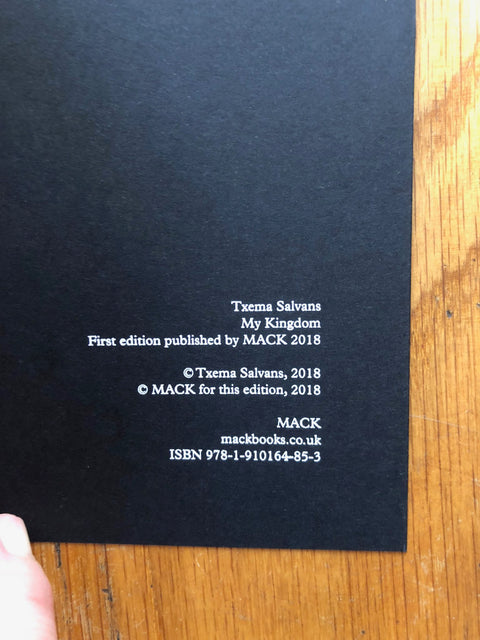 Txema Salvans
My Kingdom
First edition published by MACK 2018
© Txema Salvans, 2018
© MACK for this edition, 2018
MACK
mackbooks.co.uk
ISBN 978-1-910164-85-3